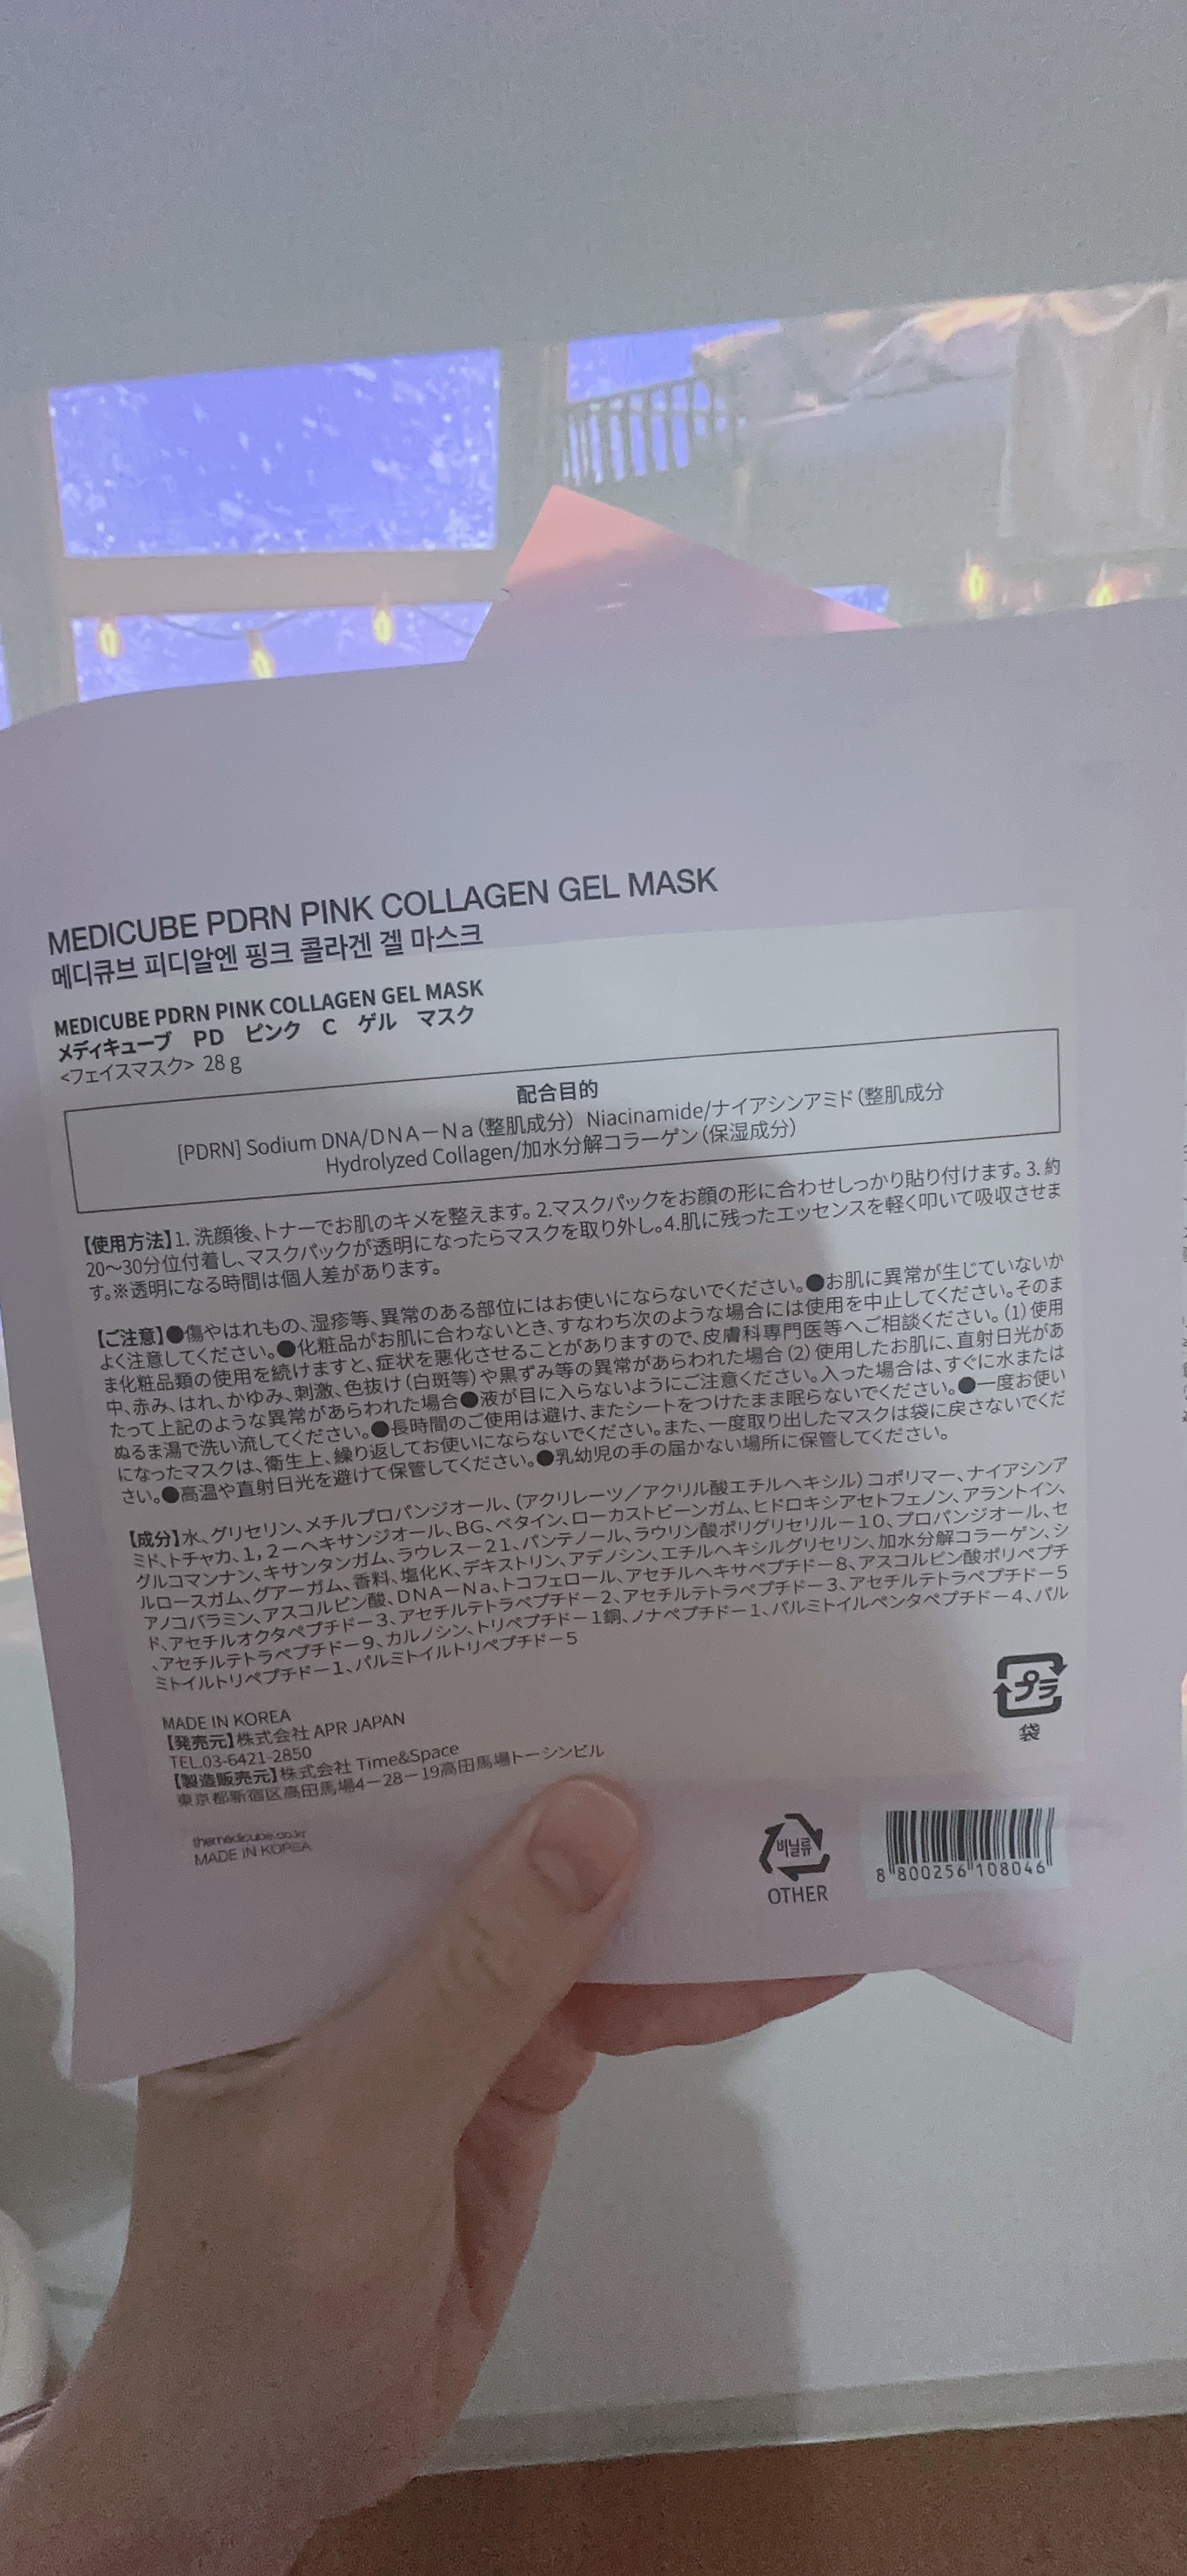 MEDICUBE PDRN PINK COLLAGEN GEL MASK
메디큐브 피디알엔 핑크 콜라겐 겔 마스크
MEDICUBE PDRN PINK COLLAGEN GEL MASK
メディキューブ PD ピンク C ゲル マスク
<フェイスマスク> 28 g
配合目的
[PDRN] Sodium DNA/DNA－Na（整肌成分） Niacinamide/ナイアシンアミド（整肌成分
Hydrolyzed Collagen/加水分解コラーゲン（保湿成分）
【使用方法】1. 洗顔後、トナーでお肌のキメを整えます。2.マスクパックをお顔の形に合わせしっかり貼り付けます。3. 約
20～30分位付着し、マスクパックが透明になったらマスクを取り外し。4.肌に残ったエッセンスを軽く叩いて吸収させま
す。※透明になる時間は個人差があります。
【ご注意】●傷やはれもの、湿疹等、異常のある部位にはお使いにならないでください。●お肌に異常が生じていないか
よく注意してください。●化粧品がお肌に合わないとき、すなわち次のような場合には使用を中止してください。そのま
ま化粧品類の使用を続けますと、症状を悪化させることがありますので、皮膚科専門医等へご相談ください。(1) 使用
中、赤み、はれ、かゆみ、刺激、色抜け（白斑等）や黒ずみ等の異常があらわれた場合 (2) 使用したお肌に、直射日光があ
たって上記のような異常があらわれた場合●液が目に入らないようにご注意ください。入った場合は、すぐに水または
ぬるま湯で洗い流してください。●長時間のご使用は避け、またシートをつけたまま眠らないでください。●一度お使い
になったマスクは、衛生上、繰り返してお使いにならないでください。また、一度取り出したマスクは袋に戻さないでくだ
さい。●高温や直射日光を避けて保管してください。●乳幼児の手の届かない場所に保管してください。
【成分】水、グリセリン、メチルプロパンジオール、（アクリレーツ／アクリル酸エチルヘキシル）コポリマー、ナイアシンア
ミド、トチャカ、1，2－ヘキサンジオール、BG、ベタイン、ローカストビーンガム、ヒドロキシアセトフェノン、アラントイン、
グルコマンナン、キサンタンガム、ラウレス－21、パンテノール、ラウリン酸ポリグリセリル－10、プロパンジオール、セ
ルロースガム、グアーガム、香料、塩化K、デキストリン、アデノシン、エチルヘキシルグリセリン、加水分解コラーゲン、シ
アノコバラミン、アスコルビン酸、DNA－Na、トコフェロール、アセチルヘキサペプチド－8、アスコルビン酸ポリペプチ
ド、アセチルオクタペプチド－3、アセチルテトラペプチド－2、アセチルテトラペプチド－3、アセチルテトラペプチド－5
、アセチルテトラペプチド－9、カルノシン、トリペプチド－1銅、ノナペプチド－1、パルミトイルペンタペプチド－4、パル
ミトイルトリペプチド－1、パルミトイルトリペプチド－5
MADE IN KOREA
【発売元】株式会社 APR JAPAN
TEL.03-6421-2850
【製造販売元】株式会社 Time&Space
東京都新宿区高田馬場4－28－19高田馬場トーシンビル
プラ
袋
themedicube.co.kr
MADE IN KOREA
비닐류
OTHER
8 800256 108046